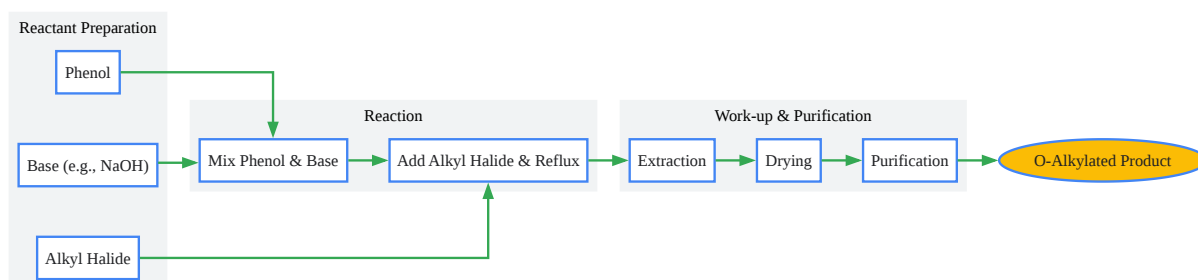 Reactant Preparation
Phenol
Base (e.g., NaOH)
Alkyl Halide
Reaction
Mix Phenol & Base
Add Alkyl Halide & Reflux
Work-up & Purification
Extraction
Drying
Purification
O-Alkylated Product